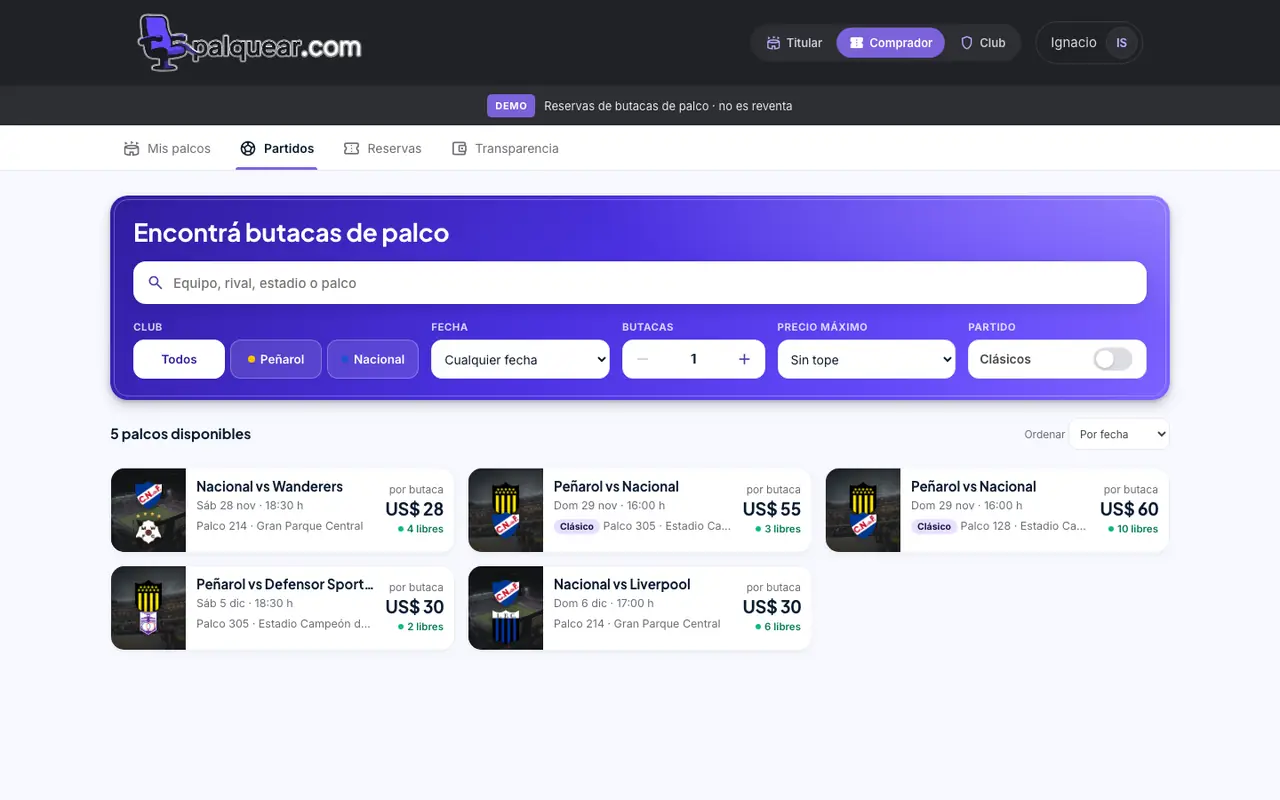 palquear.com
Titular
Comprador
Club
Ignacio
IS
DEMO
Reservas de butacas de palco · no es reventa
Mis palcos
Partidos
Reservas
Transparencia
Encontrá butacas de palco
Equipo, rival, estadio o palco
CLUB
FECHA
BUTACAS
PRECIO MÁXIMO
PARTIDO
Todos
Peñarol
Nacional
Cualquier fecha
1
Sin tope
Clásicos
5 palcos disponibles
Ordenar
Por fecha
Nacional vs Wanderers
Sáb 28 nov · 18:30 h
Palco 214 · Gran Parque Central
por butaca
US$ 28
4 libres
Peñarol vs Nacional
Dom 29 nov · 16:00 h
Clásico Palco 305 · Estadio Ca...
por butaca
US$ 55
3 libres
Peñarol vs Nacional
Dom 29 nov · 16:00 h
Clásico Palco 128 · Estadio Ca...
por butaca
US$ 60
10 libres
Peñarol vs Defensor Sport...
Sáb 5 dic · 18:30 h
Palco 305 · Estadio Campeón d...
por butaca
US$ 30
2 libres
Nacional vs Liverpool
Dom 6 dic · 17:00 h
Palco 214 · Gran Parque Central
por butaca
US$ 30
6 libres